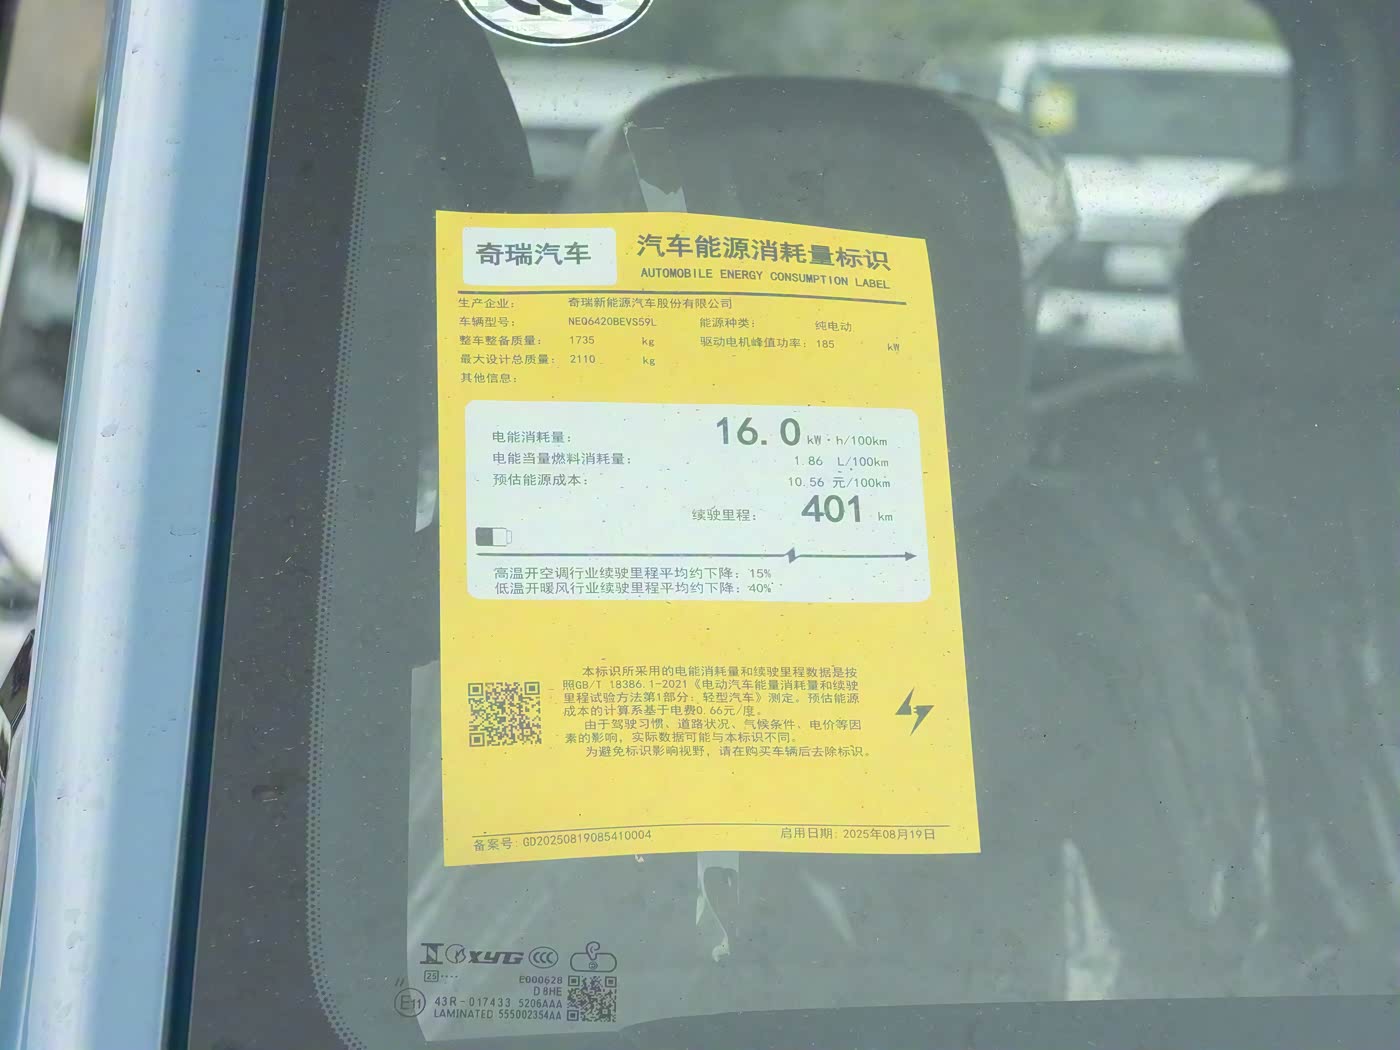 奇瑞汽车
汽车能源消耗量标识
AUTOMOBILE ENERGY CONSUMPTION LABEL
生产企业: 奇瑞新能源汽车股份有限公司
车辆型号: NEQ6420BEVS59L 能源种类: 纯电动
整车整备质量: 1735 kg 驱动电机峰值功率: 185 kW
最大设计总质量: 2110 kg
其他信息:
电能消耗量: 16.0 kW·h/100km
电能当量燃料消耗量: 1.86 L/100km
预估能源成本: 10.56 元/100km
续驶里程: 401 km
高温开空调行业续驶里程平均约下降: 15%
低温开暖风行业续驶里程平均约下降: 40%
本标识所采用的电能消耗量和续驶里程数据是按
照GB/T 18386.1-2021《电动汽车能量消耗量和续驶
里程试验方法第1部分: 轻型汽车》测定。预估能源
成本的计算系基于电费0.66元/度。
由于驾驶习惯、道路状况、气候条件、电价等因
素的影响, 实际数据可能与本标识不同。
为避免标识影响视野, 请在购买车辆后去除标识。
备案号: GD20250819085410004 启用日期: 2025年08月19日
XYG CCC
25....
E000628
D8HE
E11 43R-017433 5206AAA
LAMINATED 555002354AA